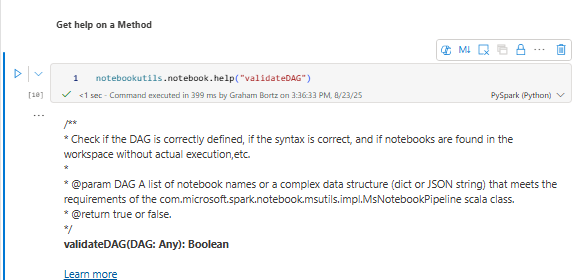 Get help on a Method
M↓
1 notebookutils.notebook.help("validateDAG")
[10] <1 sec - Command executed in 399 ms by Graham Bortz on 3:36:33 PM, 8/23/25 PySpark (Python)
/**
* Check if the DAG is correctly defined, if the syntax is correct, and if notebooks are found in the
workspace without actual execution,etc.
*
* @param DAG A list of notebook names or a complex data structure (dict or JSON string) that meets the
requirements of the com.microsoft.spark.notebook.msutils.impl.MsNotebookPipeline scala class.
* @return true or false.
*/
validateDAG(DAG: Any): Boolean
Learn more